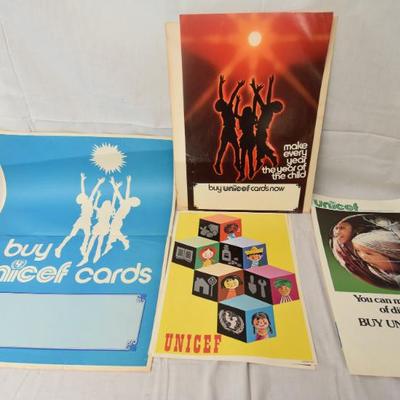 buy
unicef cards
make
every
year
the year of
the child
buy unicef cards now
UNICEF
unicef
You can m
of di
BUY UN